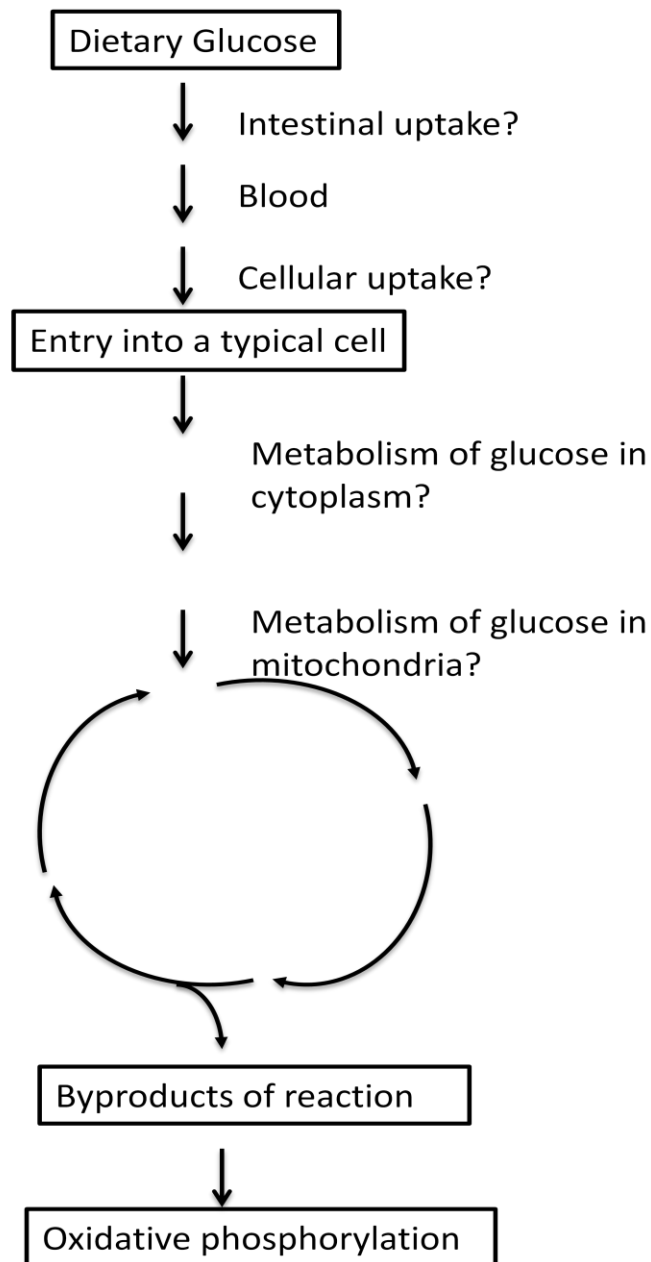 Dietary Glucose
Intestinal uptake?
Blood
Cellular uptake?
Entry into a typical cell
Metabolism of glucose in
cytoplasm?
Metabolism of glucose in
mitochondria?
Byproducts of reaction
Oxidative phosphorylation